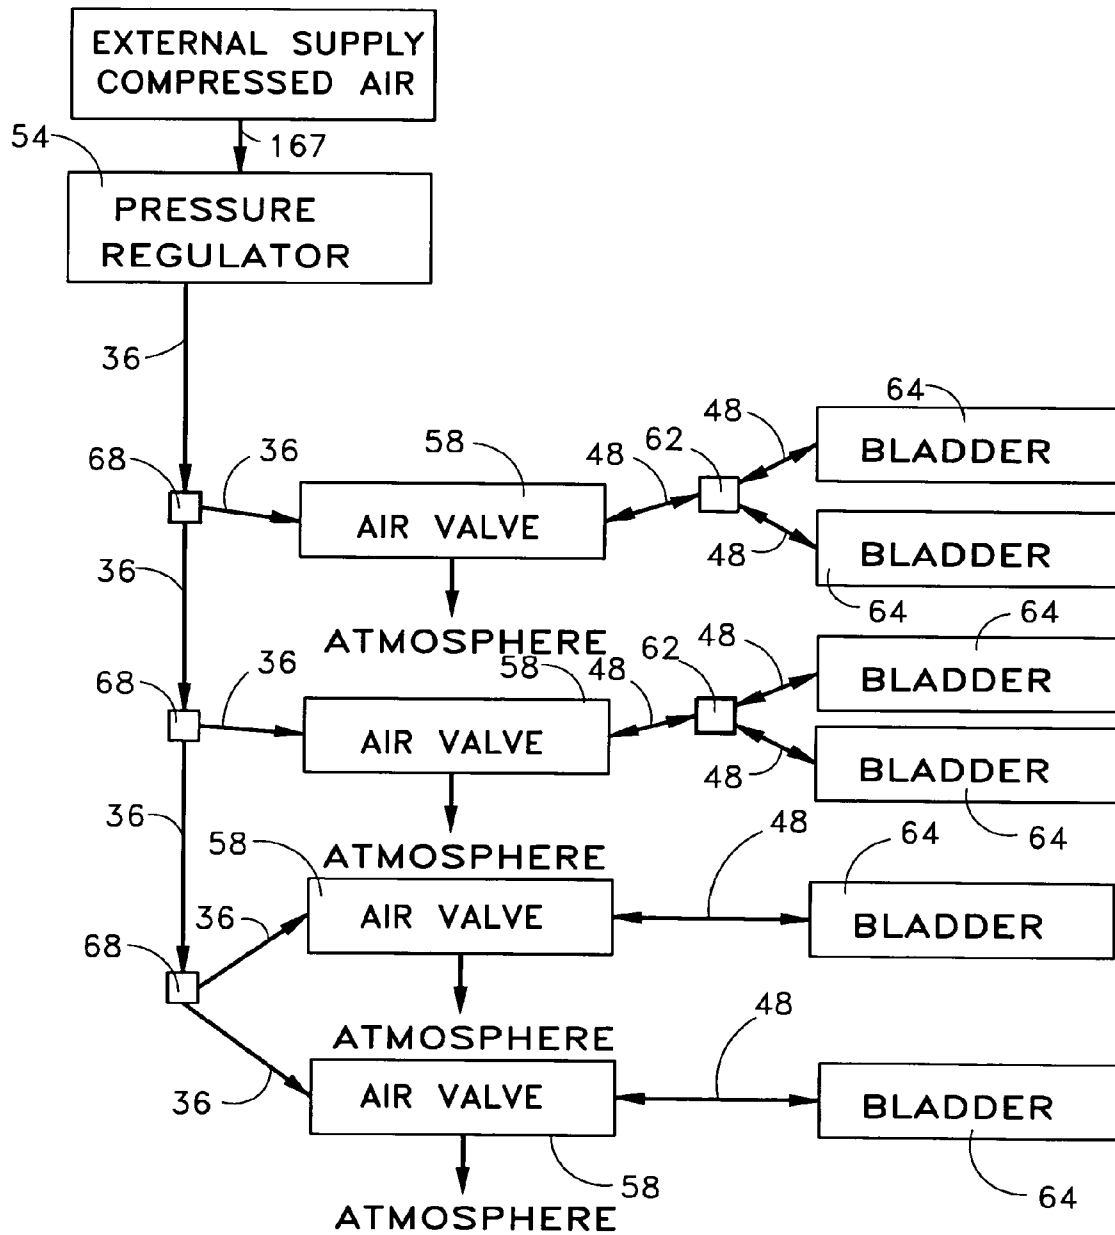 EXTERNAL SUPPLY
COMPRESSED AIR
54
167
PRESSURE
REGULATOR
36
64
48
BLADDER
62
58
48
36
68
AIR VALVE
48
BLADDER
36
64
ATMOSPHERE
64
48
62
58
48
36
68
BLADDER
AIR VALVE
48
BLADDER
36
64
58
ATMOSPHERE
48
64
36
AIR VALVE
BLADDER
68
48
ATMOSPHERE
36
AIR VALVE
BLADDER
58
64
ATMOSPHERE